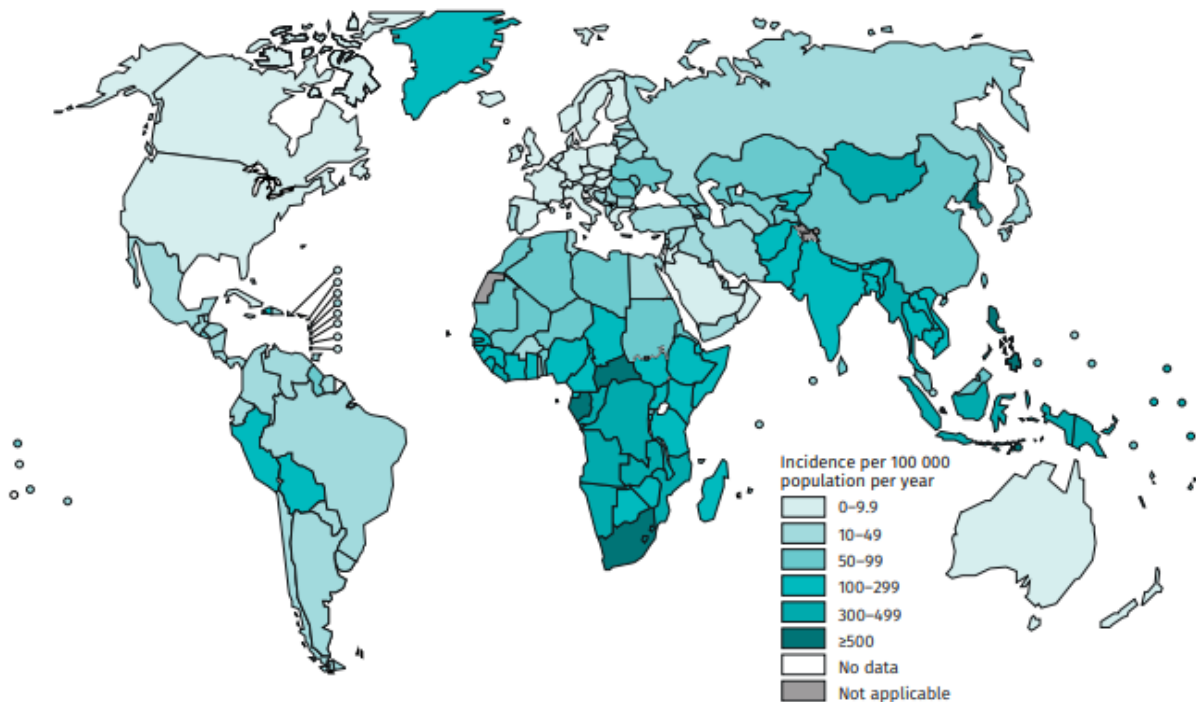 Incidence per 100 000
population per year
0–9.9
10–49
50–99
100–299
300–499
≥500
No data
Not applicable